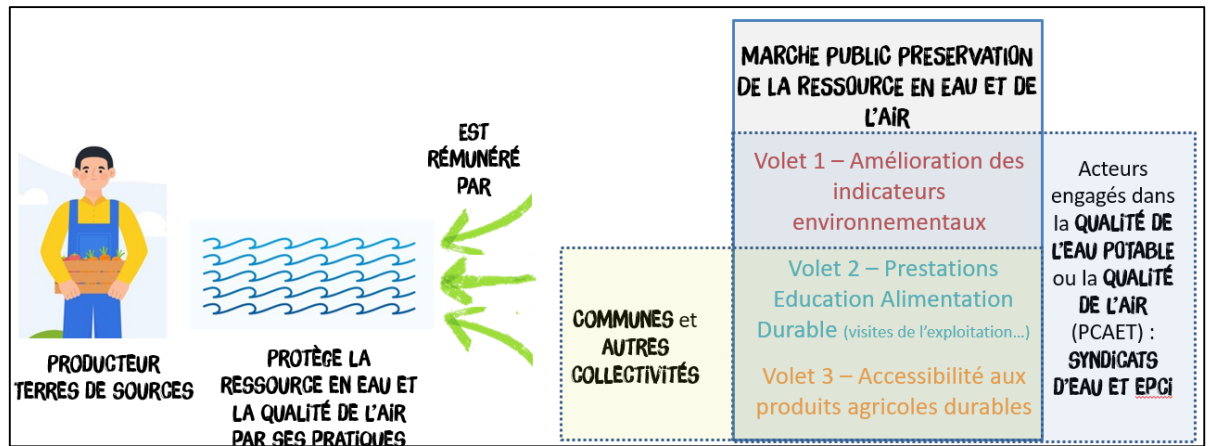 PRODUCTEUR
TERRES DE SOURCES
PROTÈGE LA
RESSOURCE EN EAU ET
LA QUALITÉ DE L'AIR
PAR SES PRATIQUES
EST
RÉMUNÉRÉ
PAR
COMMUNES et
AUTRES
COLLECTIVITÉS
MARCHE PUBLIC PRESERVATION
DE LA RESSOURCE EN EAU ET DE
L'AIR
Volet 1 – Amélioration des
indicateurs
environnementaux
Volet 2 – Prestations
Education Alimentation
Durable (visites de l'exploitation...)
Volet 3 – Accessibilité aux
produits agricoles durables
Acteurs
engagés dans
la QUALITÉ DE
L'EAU POTABLE
ou la QUALITÉ
DE L'AIR
(PCAET) :
SYNDICATS
D'EAU ET EPCI